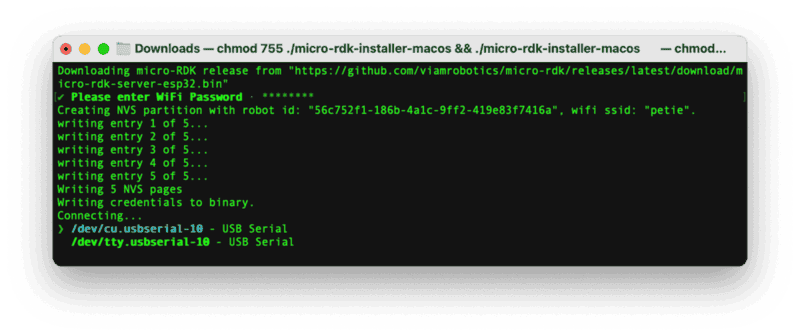 Downloads — chmod 755 ./micro-rdk-installer-macos && ./micro-rdk-installer-macos — chmod...
Downloading micro-RDK release from "https://github.com/viamrobotics/micro-rdk/releases/latest/download/m
icro-rdk-server-esp32.bin"
[✔ Please enter WiFi Password · ******** ]
Creating NVS partition with robot id: "56c752f1-186b-4a1c-9ff2-419e83f7416a", wifi ssid: "petie".
writing entry 1 of 5...
writing entry 2 of 5...
writing entry 3 of 5...
writing entry 4 of 5...
writing entry 5 of 5...
Writing 5 NVS pages
Writing credentials to binary.
Connecting...
❯ /dev/cu.usbserial-10 - USB Serial
/dev/tty.usbserial-10 - USB Serial